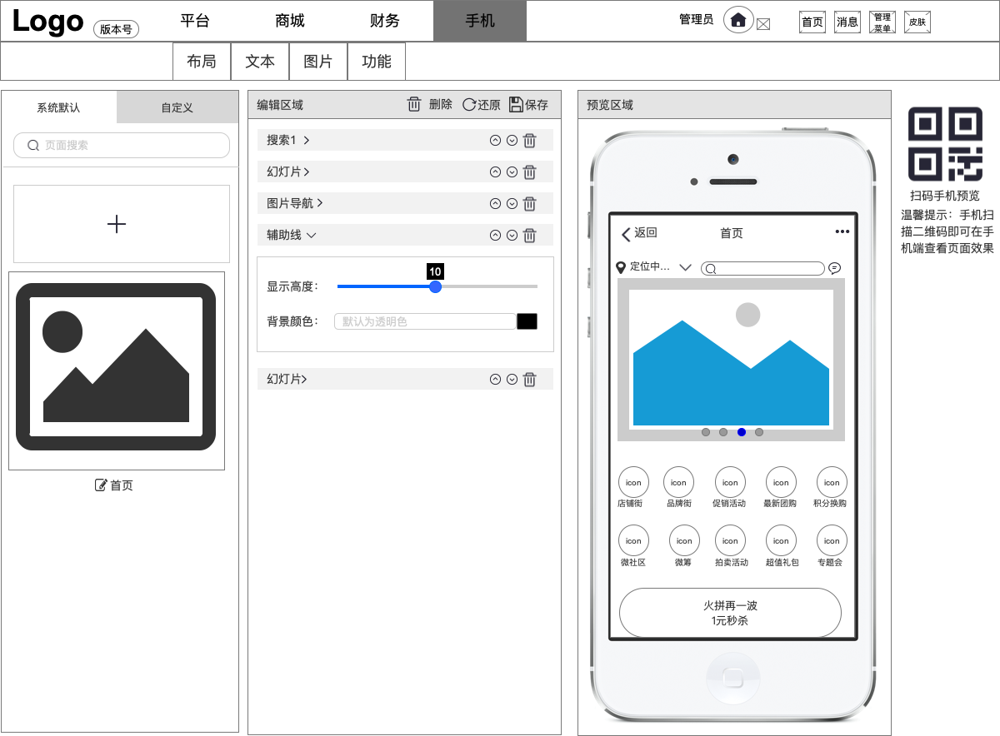 Logo
版本号
平台
商城
财务
手机
管理员
首页
消息
管理
菜单
皮肤
布局
文本
图片
功能
系统默认
自定义
页面搜索
首页
编辑区域
删除
还原
保存
搜索1
幻灯片
图片导航
辅助线
10
显示高度：
背景颜色：
默认为透明色
幻灯片
预览区域
返回
首页
定位中...
icon
icon
icon
icon
icon
店铺街
品牌街
促销活动
最新团购
积分换购
icon
icon
icon
icon
icon
微社区
微筹
拍卖活动
超值礼包
专题会
火拼再一波
1元秒杀
扫码手机预览
温馨提示：手机扫
描二维码即可在手
机端查看页面效果